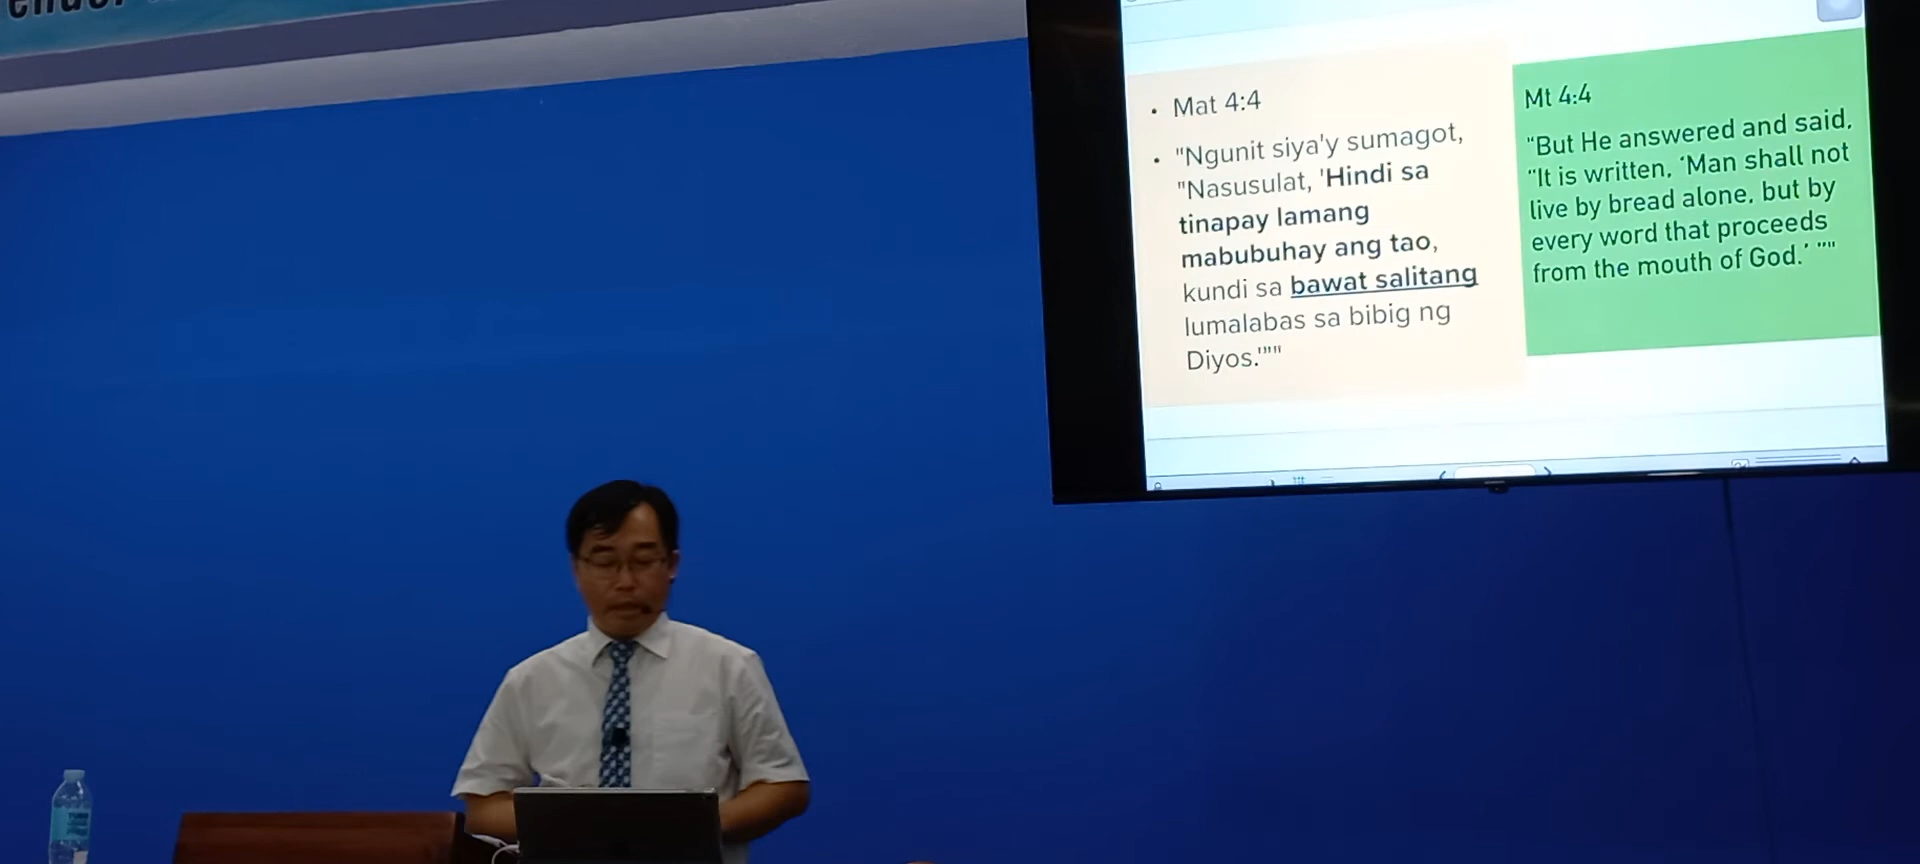 • Mat 4:4
• "Ngunit siya'y sumagot,
"Nasusulat, 'Hindi sa
tinapay lamang
mabubuhay ang tao,
kundi sa bawat salitang
lumalabas sa bibig ng
Diyos.'""
Mt 4:4
“But He answered and said,
“It is written, ‘Man shall not
live by bread alone, but by
every word that proceeds
from the mouth of God.’ ”"